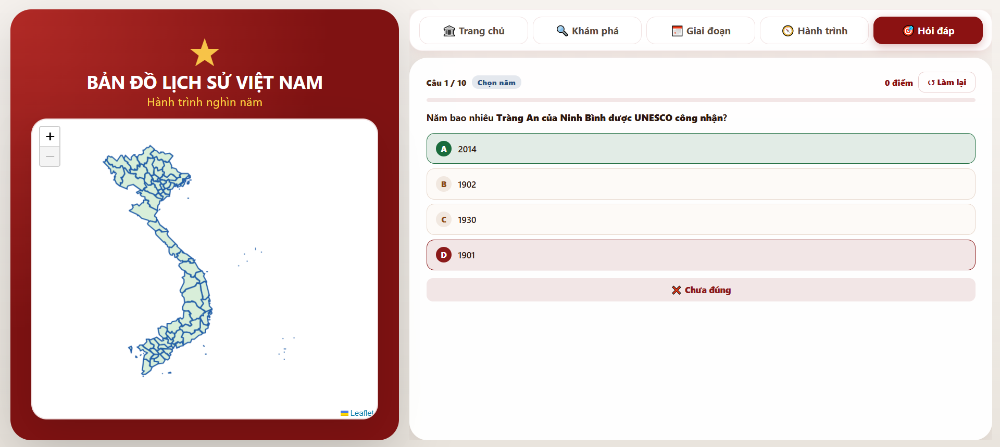 BẢN ĐỒ LỊCH SỬ VIỆT NAM
Hành trình nghìn năm
+
−
Leaflet
Trang chủ
Khám phá
Giai đoạn
Hành trình
Hỏi đáp
Câu 1 / 10
Chọn năm
0 điểm
↺ Làm lại
Năm bao nhiêu Tràng An của Ninh Bình được UNESCO công nhận?
A 2014
B 1902
C 1930
D 1901
❌ Chưa đúng